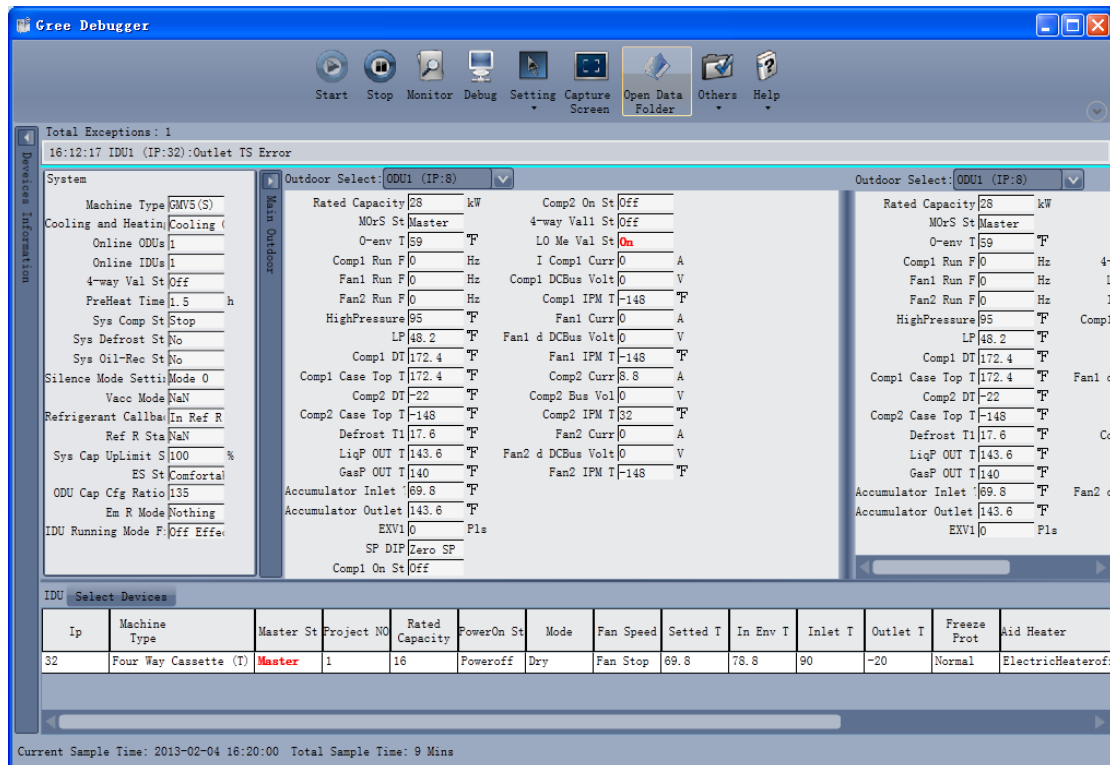 Gree Debugger
Start Stop Monitor Debug Setting Capture Screen Open Data Folder Others Help
Total Exceptions: 1
16:12:17 IDU1 (IP:32):Outlet TS Error
Deveices Information
System
Machine Type GMV5(S)
Cooling and Heating Cooling (
Online ODUs 1
Online IDUs 1
4-way Val St Off
PreHeat Time 1.5 h
Sys Comp St Stop
Sys Defrost St No
Sys Oil-Rec St No
Silence Mode Setti: Mode 0
Vacc Mode NaN
Refrigerant Callba In Ref R
Ref R Sta NaN
Sys Cap UpLimit S 100 %
ES St Comforta
ODU Cap Cfg Ratio 135
Em R Mode Nothing
IDU Running Mode F: Off Effe
Main Outdoor
Outdoor Select: ODU1 (IP:8)
Rated Capacity 28 kW
MOrS St Master
O-env T 59 ℉
Comp1 Run F 0 Hz
Fan1 Run F 0 Hz
Fan2 Run F 0 Hz
HighPressure 95 ℉
LP 48.2 ℉
Comp1 DT 172.4 ℉
Comp1 Case Top T 172.4 ℉
Comp2 DT -22 ℉
Comp2 Case Top T -148 ℉
Defrost T1 17.6 ℉
LiqP OUT T 143.6 ℉
GasP OUT T 140 ℉
Accumulator Inlet 69.8 ℉
Accumulator Outlet 143.6 ℉
EXV1 0 Pls
SP DIP Zero SP
Comp1 On St Off
Comp2 On St Off
4-way Val1 St Off
LO Me Val St On
I Comp1 Curr 0 A
Comp1 DCBus Volt 0 V
Comp1 IPM T -148 ℉
Fan1 Curr 0 A
Fan1 d DCBus Volt 0 V
Fan1 IPM T -148 ℉
Comp2 Curr 8.8 A
Comp2 Bus Vol 0 V
Comp2 IPM T 32 ℉
Fan2 Curr 0 A
Fan2 d DCBus Volt 0 V
Fan2 IPM T -148 ℉
Outdoor Select: ODU1 (IP:8)
Rated Capacity 28 kW
MOrS St Master
O-env T 59 ℉
Comp1 Run F 0 Hz 4-
Fan1 Run F 0 Hz
Fan2 Run F 0 Hz
HighPressure 95 ℉ Comp1
LP 48.2 ℉
Comp1 DT 172.4 ℉
Comp1 Case Top T 172.4 ℉ Fan1 d
Comp2 DT -22 ℉
Comp2 Case Top T -148 ℉
Defrost T1 17.6 ℉ Co
LiqP OUT T 143.6 ℉
GasP OUT T 140 ℉
Accumulator Inlet 69.8 ℉ Fan2 d
Accumulator Outlet 143.6 ℉
EXV1 0 Pls
IDU Select Devices
Ip Machine Type Master St Project NO Rated Capacity PowerOn St Mode Fan Speed Setted T In Env T Inlet T Outlet T Freeze Prot Aid Heater
32 Four Way Cassette (T) Master 1 16 Poweroff Dry Fan Stop 69.8 78.8 90 -20 Normal ElectricHeaterof
Current Sample Time: 2013-02-04 16:20:00 Total Sample Time: 9 Mins